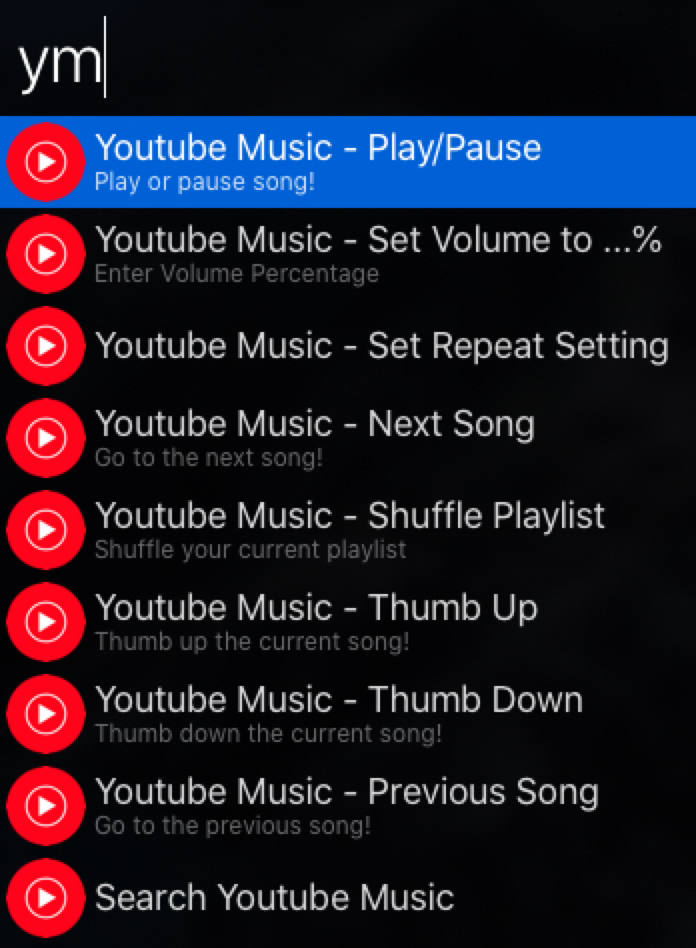 ym
Youtube Music - Play/Pause
Play or pause song!
Youtube Music - Set Volume to ...%
Enter Volume Percentage
Youtube Music - Set Repeat Setting
Youtube Music - Next Song
Go to the next song!
Youtube Music - Shuffle Playlist
Shuffle your current playlist
Youtube Music - Thumb Up
Thumb up the current song!
Youtube Music - Thumb Down
Thumb down the current song!
Youtube Music - Previous Song
Go to the previous song!
Search Youtube Music